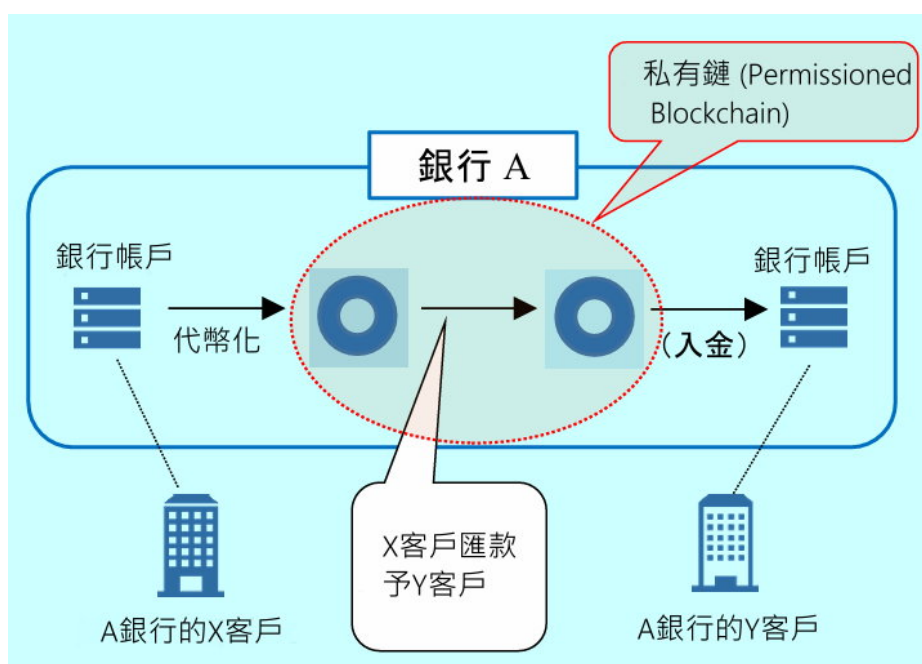 私有鏈 (Permissioned
Blockchain)
銀行 A
銀行帳戶
銀行帳戶
代幣化
（入金）
X客戶匯款
予Y客戶
A銀行的X客戶
A銀行的Y客戶